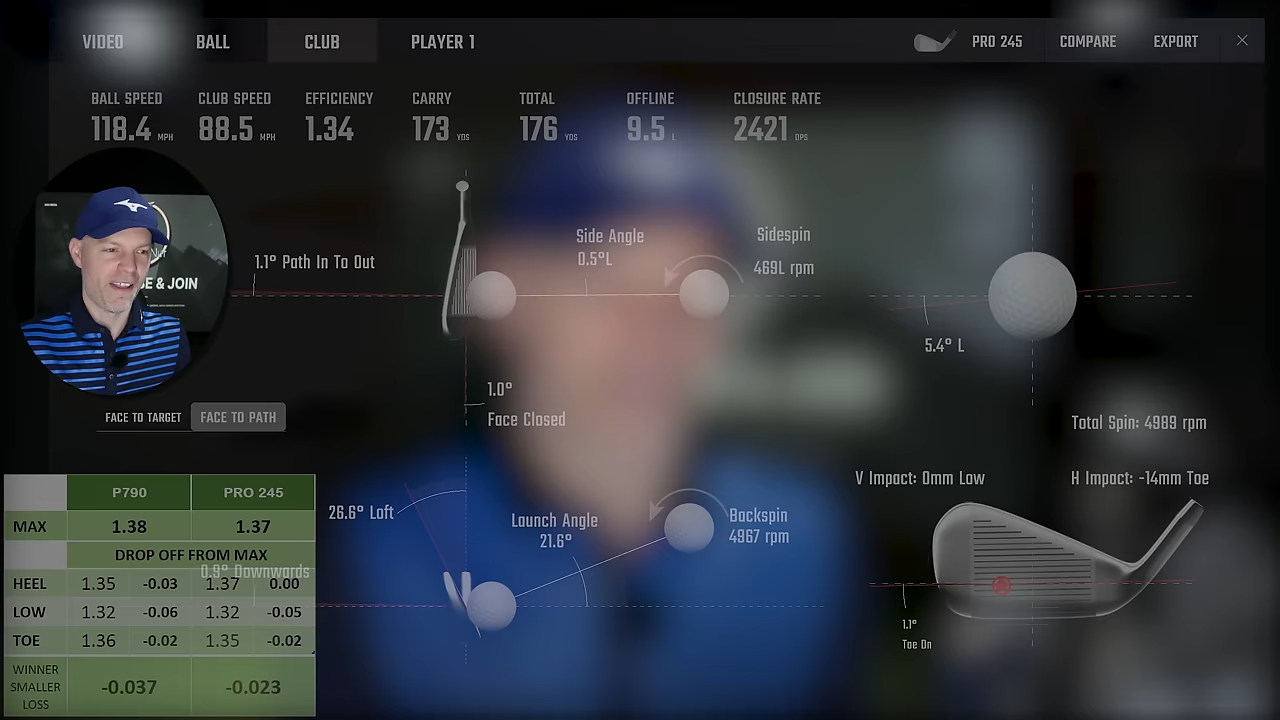 VIDEO BALL CLUB PLAYER 1 PRO 245 COMPARE EXPORT
BALL SPEED CLUB SPEED EFFICIENCY CARRY TOTAL OFFLINE CLOSURE RATE
118.4 MPH 88.5 MPH 1.34 173 YDS 176 YDS 9.5 L 2421 DPS
Side Angle
0.5°L
Sidespin
469L rpm
1.1° Path In To Out
SE & JOIN
5.4° L
1.0°
Face Closed
FACE TO TARGET FACE TO PATH
Total Spin: 4989 rpm
V Impact: 0mm Low H Impact: -14mm Toe
26.6° Loft
Launch Angle
21.6°
Backspin
4967 rpm
0.9° Downwards
1.1°
Toe On
P790 PRO 245
MAX 1.38 1.37
DROP OFF FROM MAX
HEEL 1.35 -0.03 1.37 0.00
LOW 1.32 -0.06 1.32 -0.05
TOE 1.36 -0.02 1.35 -0.02
WINNER
SMALLER
LOSS
-0.037 -0.023